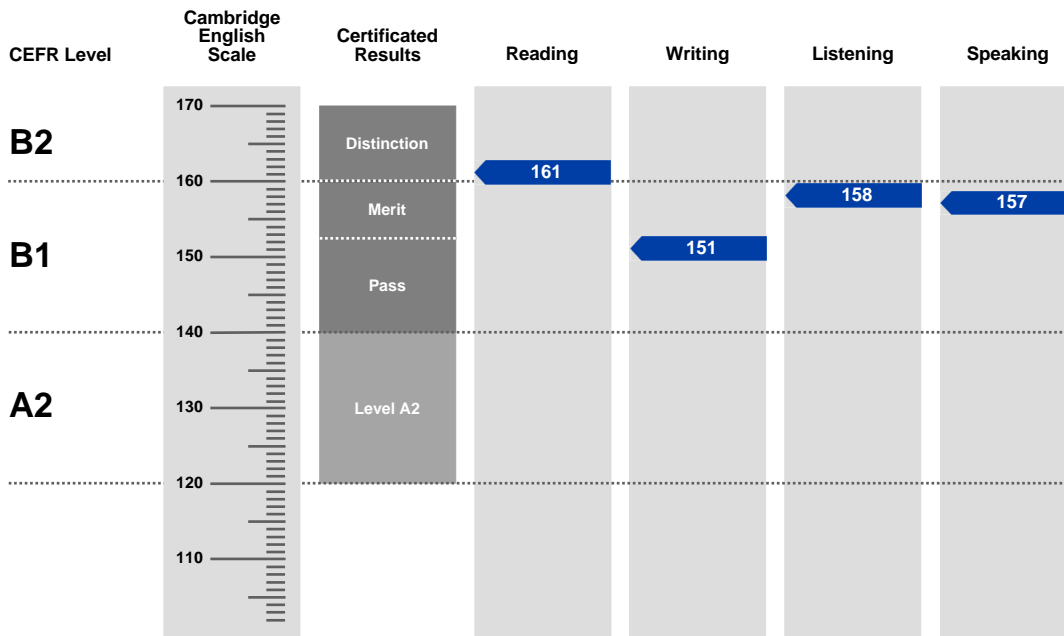 CEFR Level
Cambridge
English
Scale
Certificated
Results
Reading
Writing
Listening
Speaking
170
B2
Distinction
161
160
Merit
158
157
B1
150
151
Pass
140
A2
130
Level A2
120
110